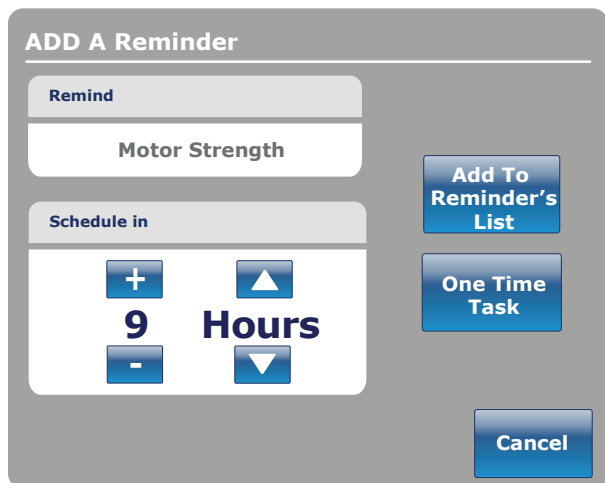 ADD A Reminder
Remind
Motor Strength
Schedule in
+
9 Hours
-
Add To
Reminder's
List
One Time
Task
Cancel